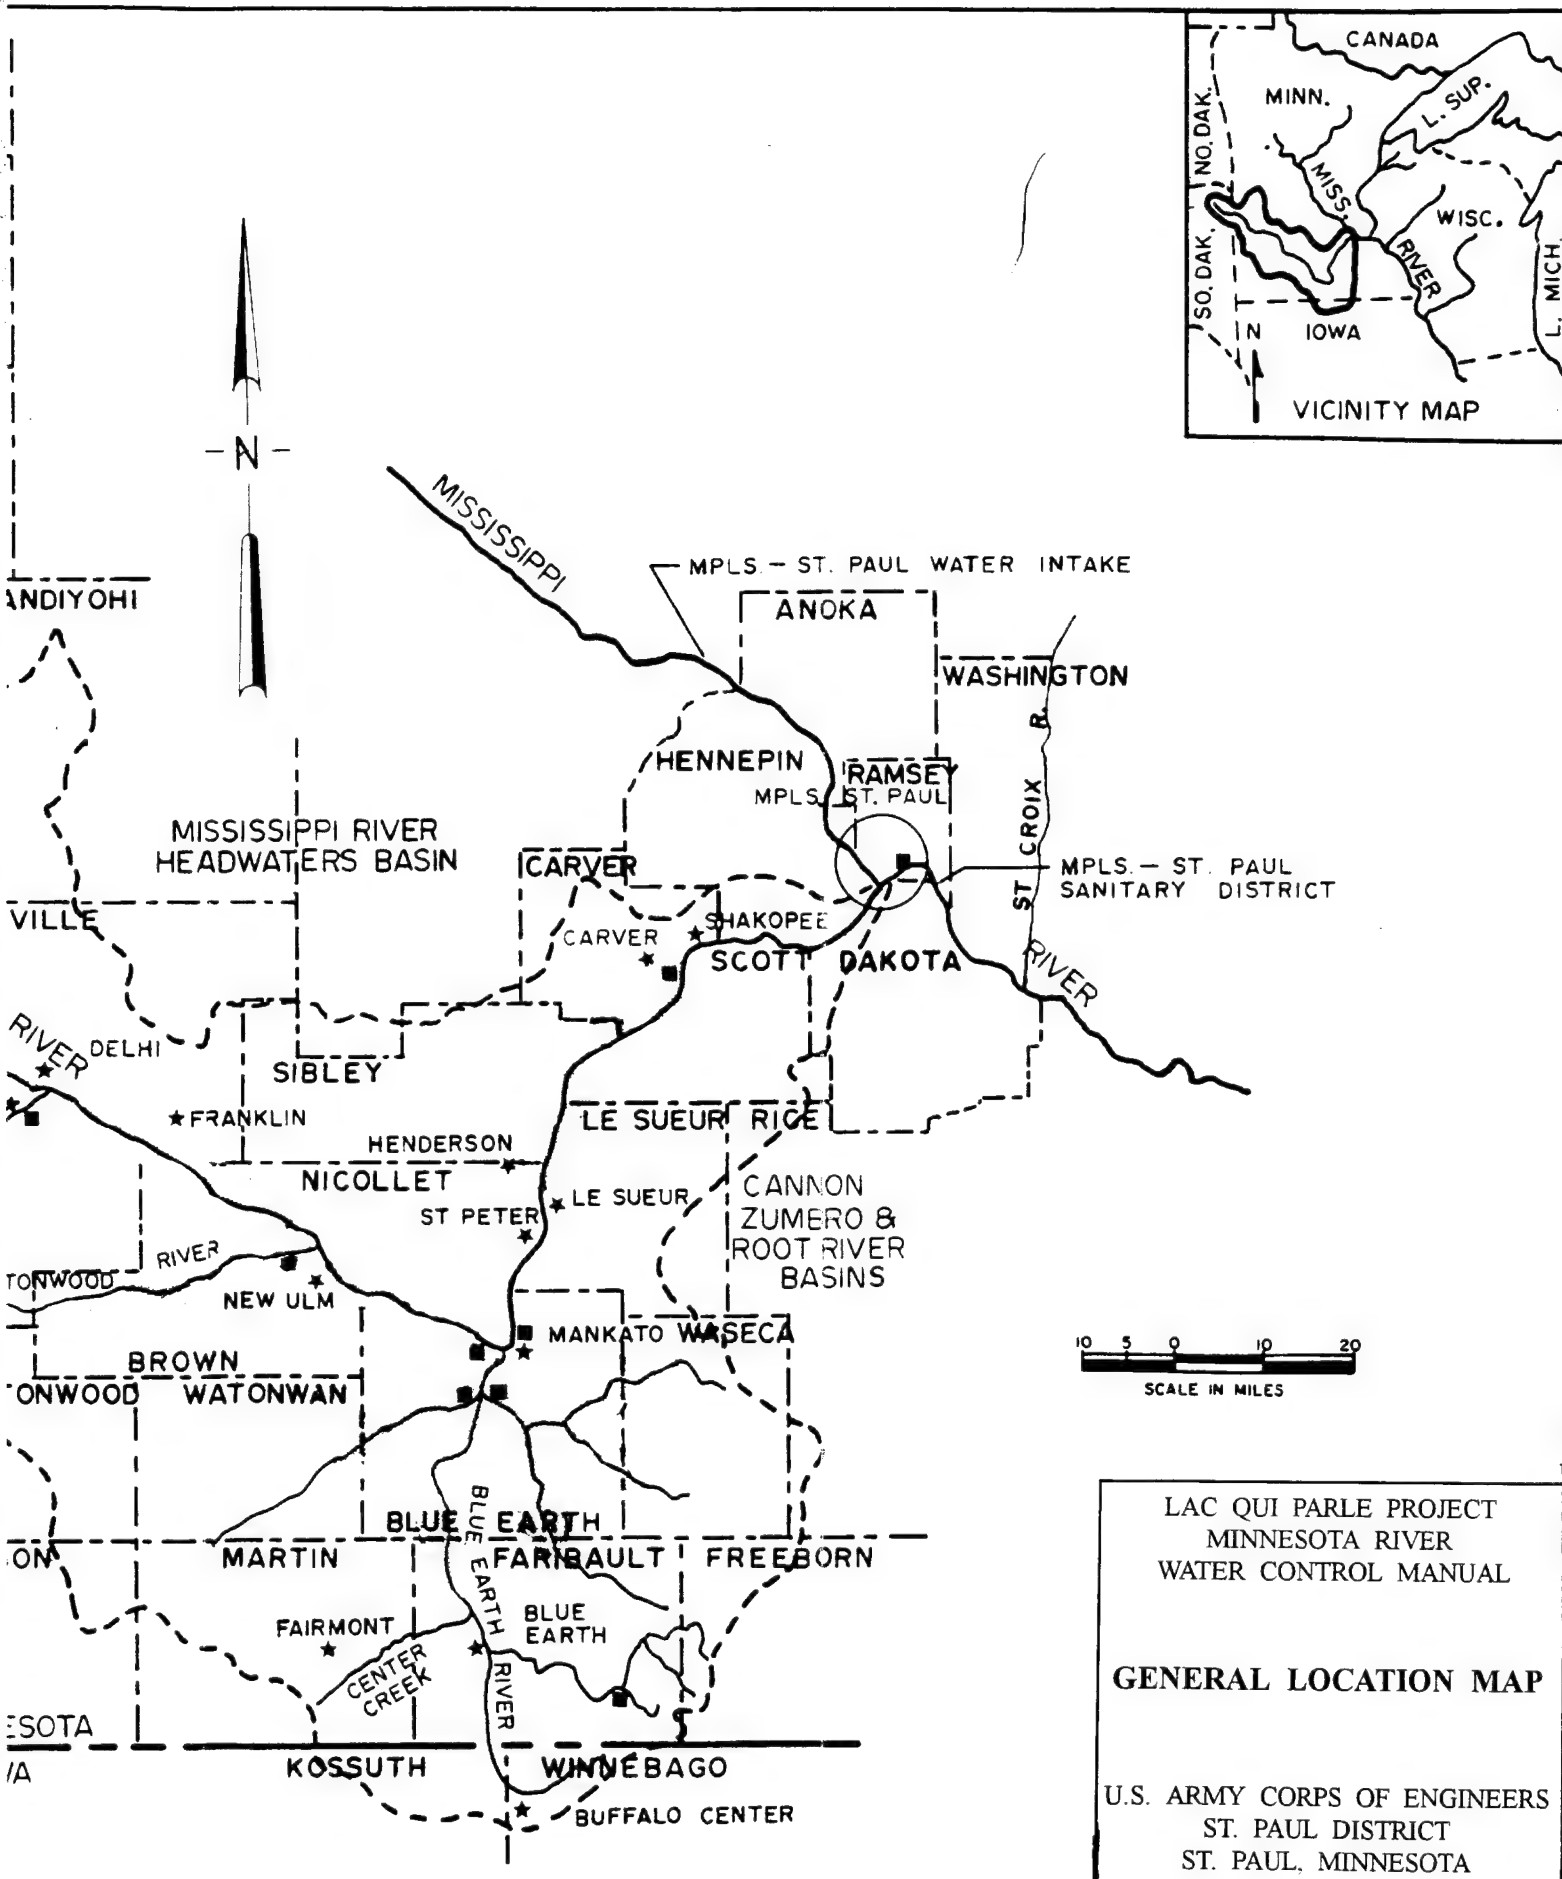 CANADA
MINN.
L. SUP.
NO. DAK.
MISS.
WISC.
SO. DAK.
RIVER
L. MICH.
N
IOWA
VICINITY MAP
- N -
MISSISSIPPI
MPLS. - ST. PAUL WATER INTAKE
ANDIYOHI
ANOKA
WASHINGTON
ST CROIX R.
HENNEPIN
RAMSEY
MPLS. ST. PAUL
MISSISSIPPI RIVER
HEADWATERS BASIN
CARVER
MPLS. - ST. PAUL
SANITARY DISTRICT
VILLE
SHAKOPEE
CARVER
SCOTT
DAKOTA
RIVER
RIVER
DELHI
SIBLEY
FRANKLIN
LE SUEUR
RICE
HENDERSON
NICOLLET
LE SUEUR
ST PETER
CANNON
ZUMERO &
ROOT RIVER
BASINS
RIVER
TONWOOD
NEW ULM
MANKATO
WASECA
10 5 0 10 20
SCALE IN MILES
BROWN
ONWOOD
WATONWAN
BLUE EARTH
BLUE EARTH RIVER
ON
MARTIN
FARIBAULT
FREEBORN
FAIRMONT
BLUE
EARTH
CENTER
CREEK
ESOTA
VA
KOSSUTH
WINNEBAGO
BUFFALO CENTER
LAC QUI PARLE PROJECT
MINNESOTA RIVER
WATER CONTROL MANUAL
GENERAL LOCATION MAP
U.S. ARMY CORPS OF ENGINEERS
ST. PAUL DISTRICT
ST. PAUL, MINNESOTA